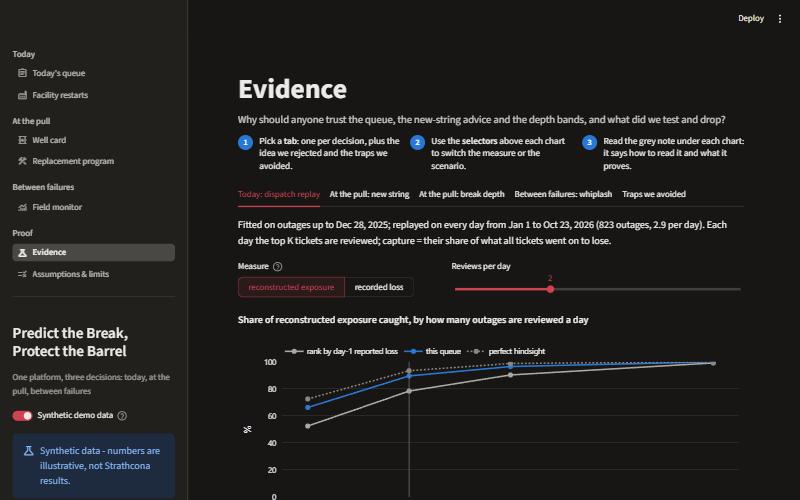 Deploy
Today
Today's queue
Facility restarts
At the pull
Well card
Replacement program
Between failures
Field monitor
Proof
Evidence
Assumptions & limits
Predict the Break,
Protect the Barrel
One platform, three decisions: today, at the
pull, between failures
Synthetic demo data
Synthetic data - numbers are
illustrative, not Strathcona
results.
Evidence
Why should anyone trust the queue, the new-string advice and the depth bands, and what did we test and drop?
1 Pick a tab: one per decision, plus the
idea we rejected and the traps we
avoided.
2 Use the selectors above each chart
to switch the measure or the
scenario.
3 Read the grey note under each chart:
it says how to read it and what it
proves.
Today: dispatch replay At the pull: new string At the pull: break depth Between failures: whiplash Traps we avoided
Fitted on outages up to Dec 28, 2025; replayed on every day from Jan 1 to Oct 23, 2026 (823 outages, 2.9 per day). Each
day the top K tickets are reviewed; capture = their share of what all tickets went on to lose.
Measure
reconstructed exposure recorded loss
Reviews per day
2
Share of reconstructed exposure caught, by how many outages are reviewed a day
rank by day-1 reported loss this queue perfect hindsight
100
80
60
40
20
0
%